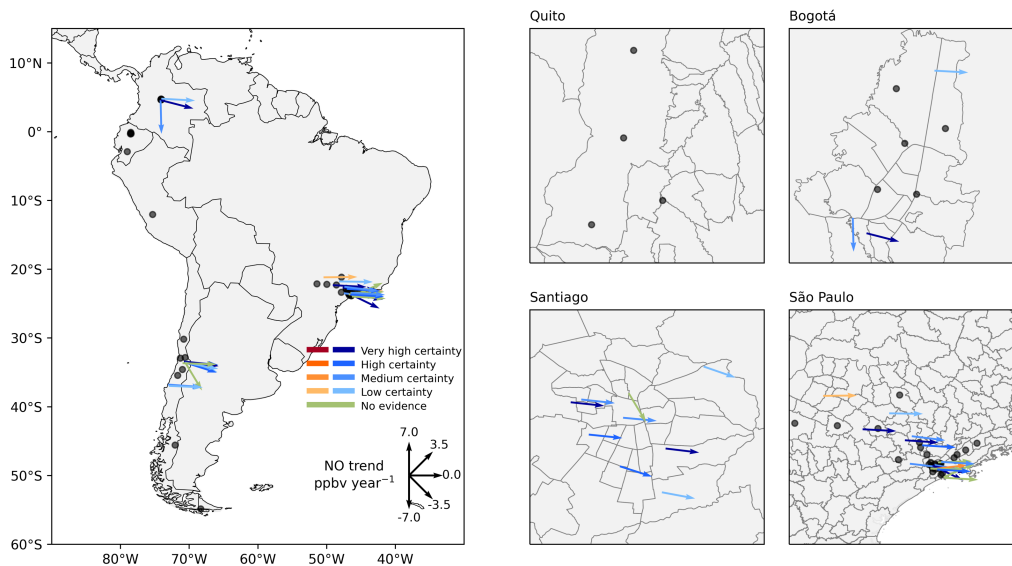 Quito
Bogotá
10°N
0°
10°S
20°S
30°S
40°S
50°S
60°S
80°W
70°W
60°W
50°W
40°W
Very high certainty
High certainty
Medium certainty
Low certainty
No evidence
NO trend
ppbv year⁻¹
7.0
3.5
0.0
-3.5
-7.0
Santiago
São Paulo